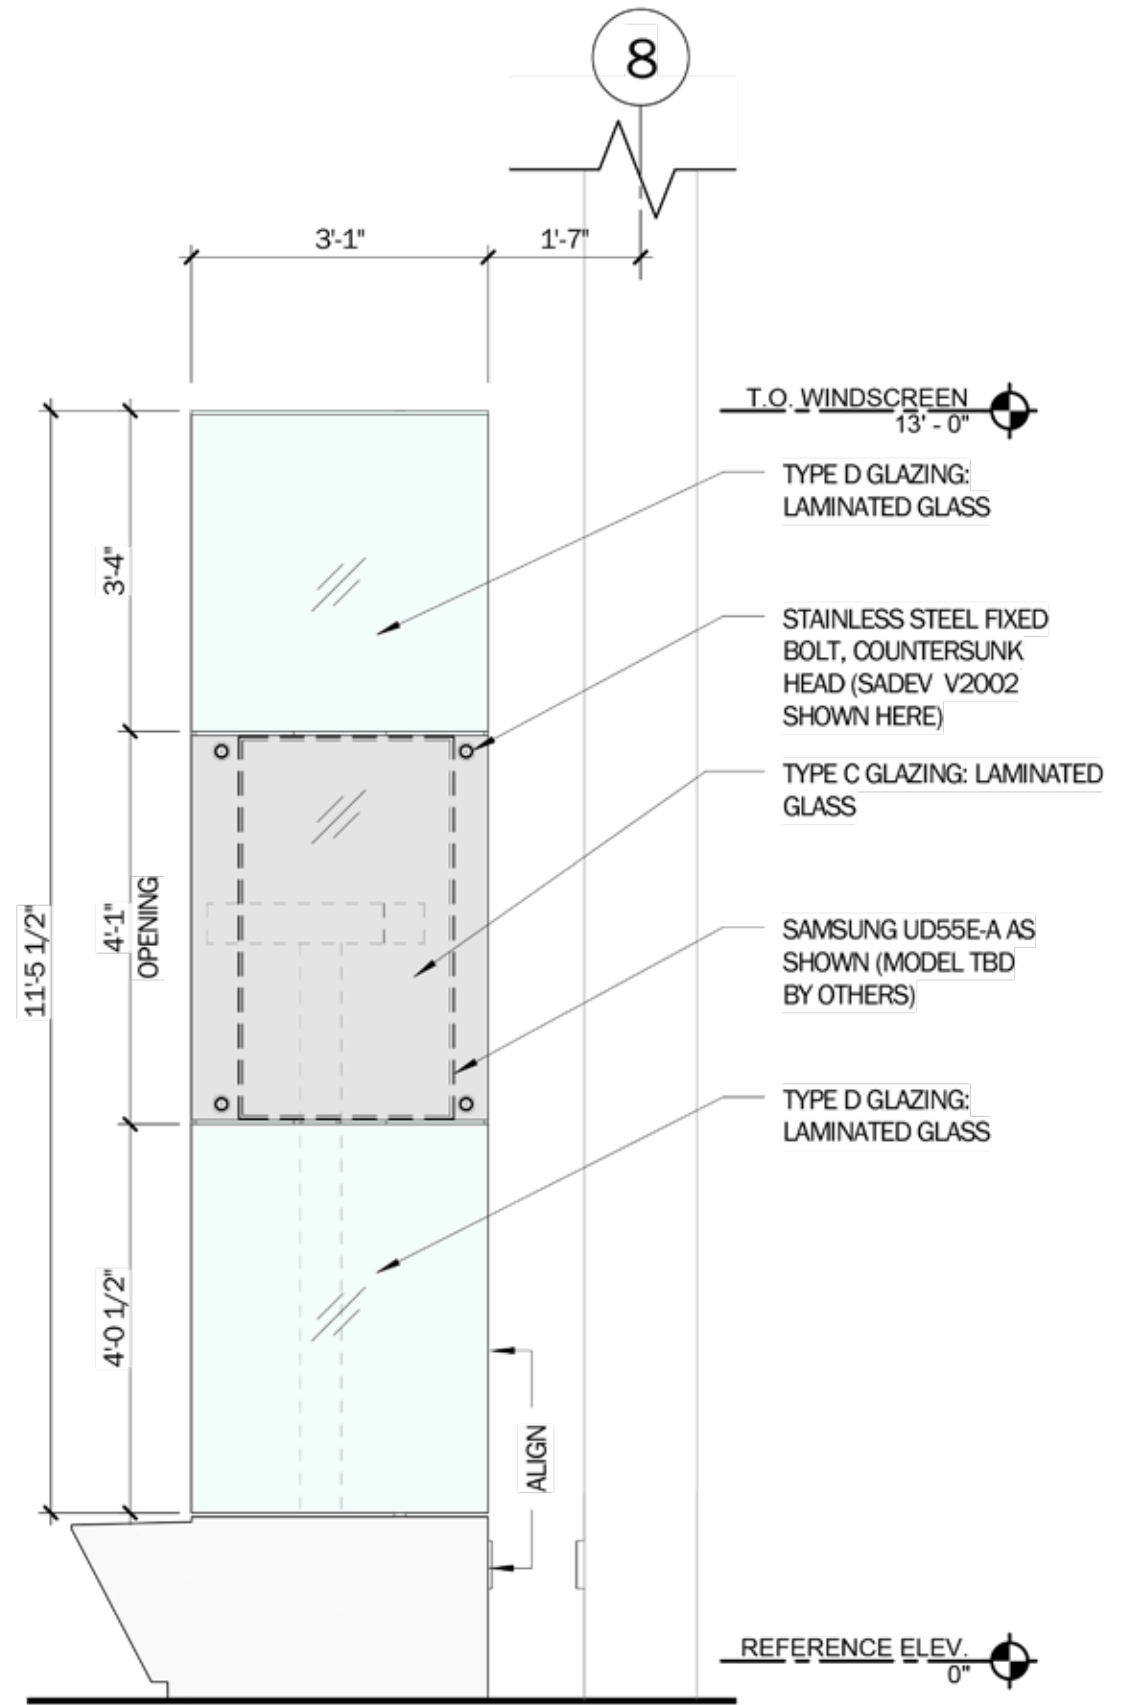 8
3'-1"
1'-7"
T.O. WINDSCREEN
13' - 0"
TYPE D GLAZING:
LAMINATED GLASS
3'-4"
STAINLESS STEEL FIXED
BOLT, COUNTERSUNK
HEAD (SADEV V2002
SHOWN HERE)
TYPE C GLAZING: LAMINATED
GLASS
11'-5 1/2"
4'-1"
OPENING
SAMSUNG UD55E-A AS
SHOWN (MODEL TBD
BY OTHERS)
TYPE D GLAZING:
LAMINATED GLASS
4'-0 1/2"
ALIGN
REFERENCE ELEV.
0"